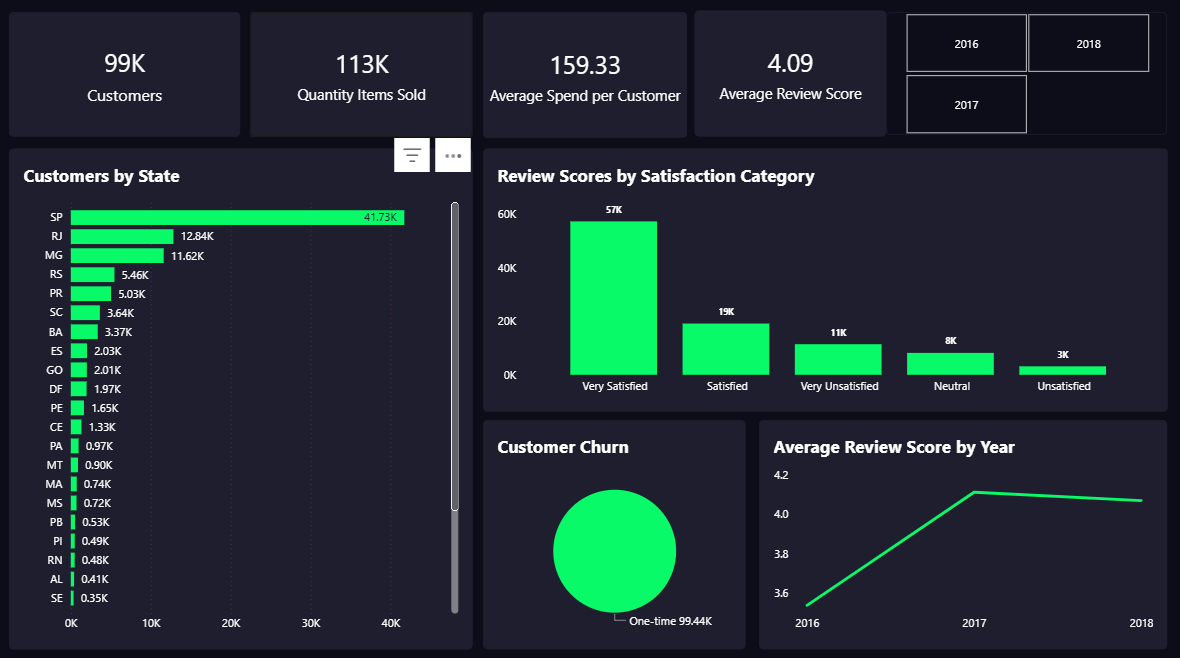 99K
Customers
113K
Quantity Items Sold
159.33
Average Spend per Customer
4.09
Average Review Score
2016
2018
2017
Customers by State
SP 41.73K
RJ 12.84K
MG 11.62K
RS 5.46K
PR 5.03K
SC 3.64K
BA 3.37K
ES 2.03K
GO 2.01K
DF 1.97K
PE 1.65K
CE 1.33K
PA 0.97K
MT 0.90K
MA 0.74K
MS 0.72K
PB 0.53K
PI 0.49K
RN 0.48K
AL 0.41K
SE 0.35K
0K 10K 20K 30K 40K
Review Scores by Satisfaction Category
60K
40K
20K
0K
57K
19K
11K
8K
3K
Very Satisfied Satisfied Very Unsatisfied Neutral Unsatisfied
Customer Churn
One-time 99.44K
Average Review Score by Year
4.2
4.0
3.8
3.6
2016 2017 2018